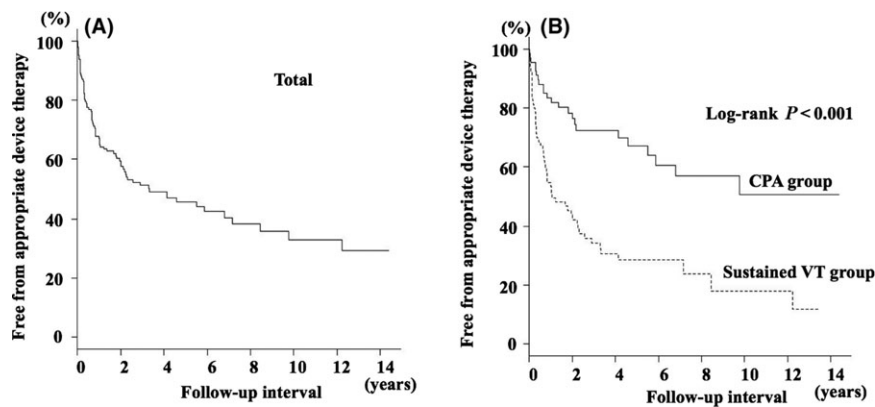 (%)
(A)
100
80
60
40
20
0
Free from appropriate device therapy
Total
0 2 4 6 8 10 12 14
Follow-up interval
(years)
(%)
(B)
100
80
60
40
20
0
Free from appropriate device therapy
Log-rank P < 0.001
CPA group
Sustained VT group
0 2 4 6 8 10 12 14
Follow-up interval
(years)